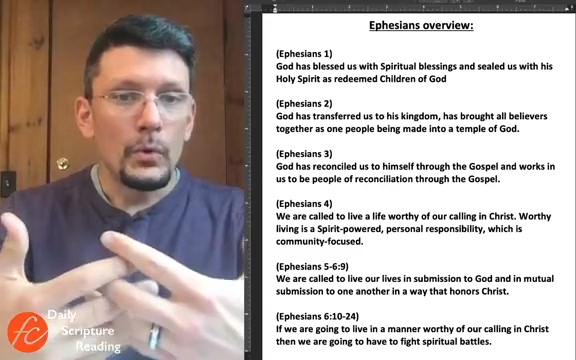 Ephesians overview:
(Ephesians 1)
God has blessed us with Spiritual blessings and sealed us with his
Holy Spirit as redeemed Children of God
(Ephesians 2)
God has transferred us to his kingdom, has brought all believers
together as one people being made into a temple of God.
(Ephesians 3)
God has reconciled us to himself through the Gospel and works in
us to be people of reconciliation through the Gospel.
(Ephesians 4)
We are called to live a life worthy of our calling in Christ. Worthy
living is a Spirit-powered, personal responsibility, which is
community-focused.
(Ephesians 5-6:9)
We are called to live our lives in submission to God and in mutual
submission to one another in a way that honors Christ.
(Ephesians 6:10-24)
If we are going to live in a manner worthy of our calling in Christ
then we are going to have to fight spiritual battles.
fc
Daily
Scripture
Reading